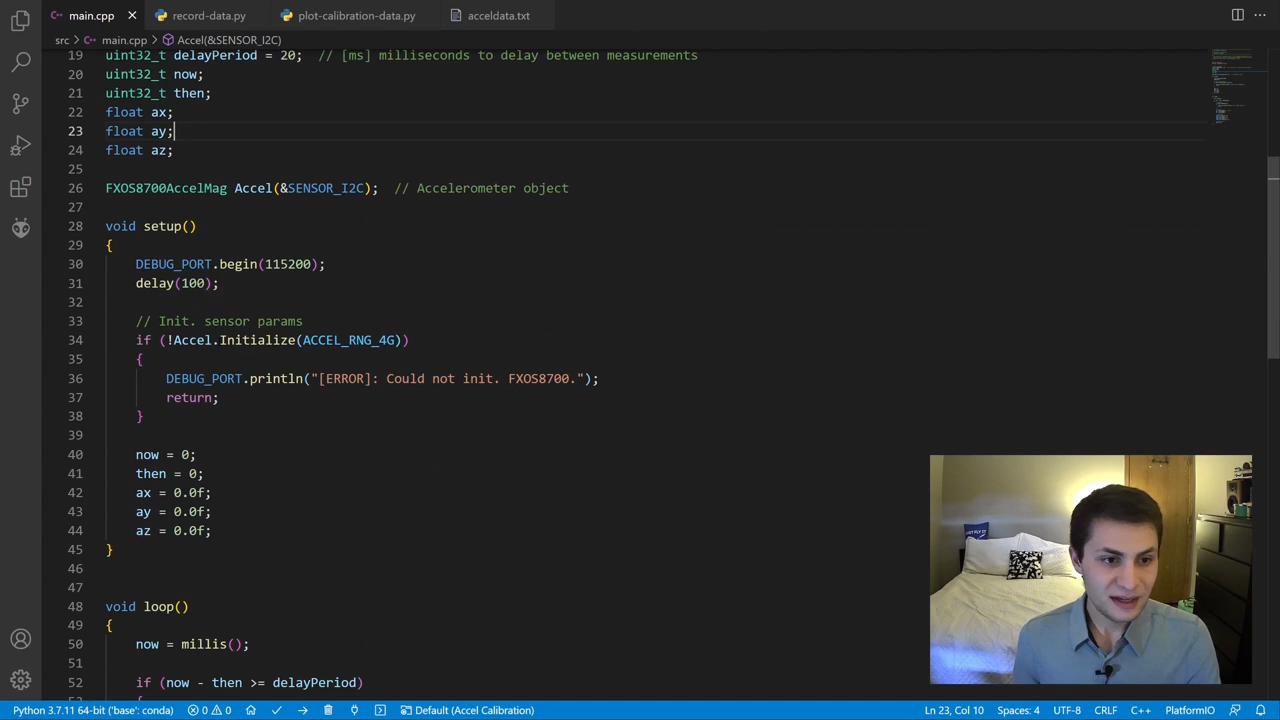 main.cpp
record-data.py
plot-calibration-data.py
acceldata.txt
src > main.cpp > Accel(&SENSOR_I2C)
19 uint32_t delayPeriod = 20;  // [ms] milliseconds to delay between measurements
20 uint32_t now;
21 uint32_t then;
22 float ax;
23 float ay;
24 float az;
25
26 FXOS8700AccelMag Accel(&SENSOR_I2C);  // Accelerometer object
27
28 void setup()
29 {
30     DEBUG_PORT.begin(115200);
31     delay(100);
32
33     // Init. sensor params
34     if (!Accel.Initialize(ACCEL_RNG_4G))
35     {
36         DEBUG_PORT.println("[ERROR]: Could not init. FXOS8700.");
37         return;
38     }
39
40     now = 0;
41     then = 0;
42     ax = 0.0f;
43     ay = 0.0f;
44     az = 0.0f;
45 }
46
47
48 void loop()
49 {
50     now = millis();
51
52     if (now - then >= delayPeriod)
Python 3.7.11 64-bit ('base': conda) 0 0 Default (Accel Calibration) Ln 23, Col 10 Spaces: 4 UTF-8 CRLF C++ PlatformIO